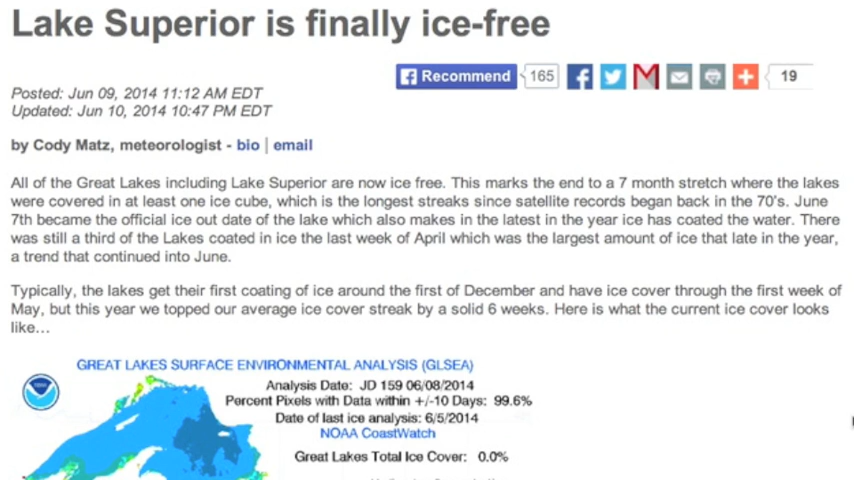 Lake Superior is finally ice-free
Recommend 165 19
Posted: Jun 09, 2014 11:12 AM EDT
Updated: Jun 10, 2014 10:47 PM EDT
by Cody Matz, meteorologist - bio | email
All of the Great Lakes including Lake Superior are now ice free. This marks the end to a 7 month stretch where the lakes
were covered in at least one ice cube, which is the longest streaks since satellite records began back in the 70's. June
7th became the official ice out date of the lake which also makes in the latest in the year ice has coated the water. There
was still a third of the Lakes coated in ice the last week of April which was the largest amount of ice that late in the year,
a trend that continued into June.
Typically, the lakes get their first coating of ice around the first of December and have ice cover through the first week of
May, but this year we topped our average ice cover streak by a solid 6 weeks. Here is what the current ice cover looks
like...
GREAT LAKES SURFACE ENVIRONMENTAL ANALYSIS (GLSEA)
Analysis Date: JD 159 06/08/2014
Percent Pixels with Data within +/-10 Days: 99.6%
Date of last ice analysis: 6/5/2014
NOAA CoastWatch
Great Lakes Total Ice Cover: 0.0%